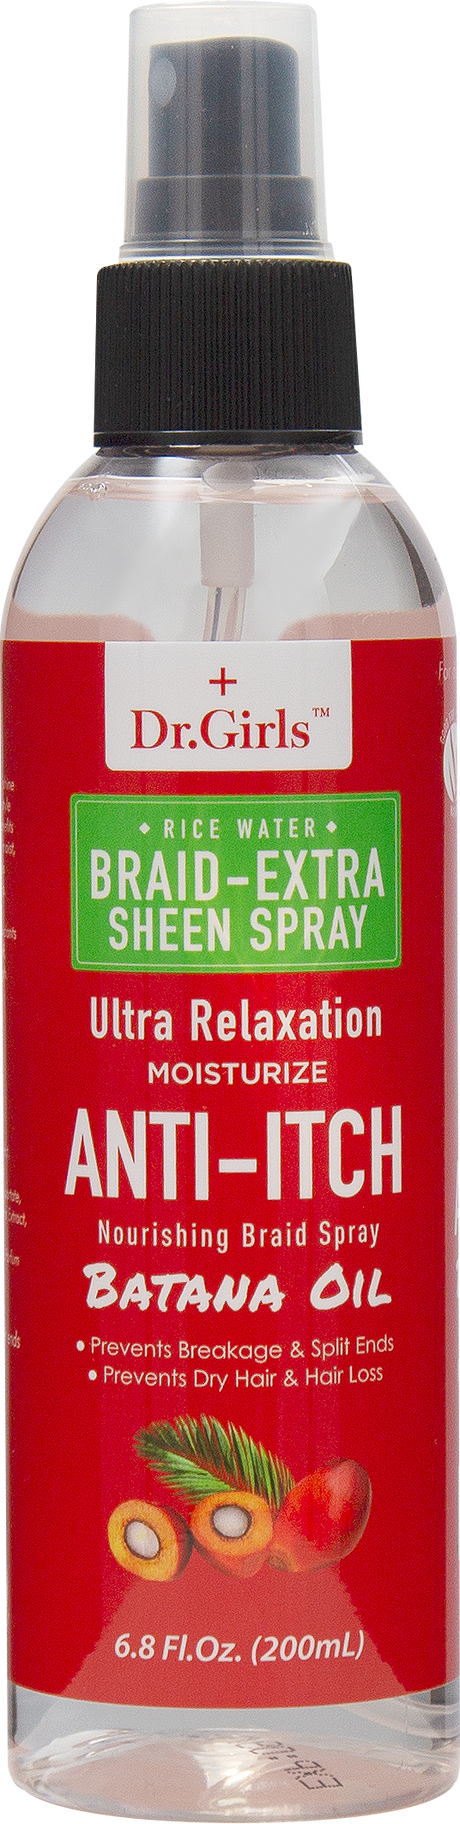 +
Dr.Girls™
◆ RICE WATER ◆
BRAID-EXTRA
SHEEN SPRAY
Ultra Relaxation
MOISTURIZE
ANTI-ITCH
Nourishing Braid Spray
BATANA OIL
• Prevents Breakage & Split Ends
• Prevents Dry Hair & Hair Loss
6.8 Fl.Oz. (200mL)